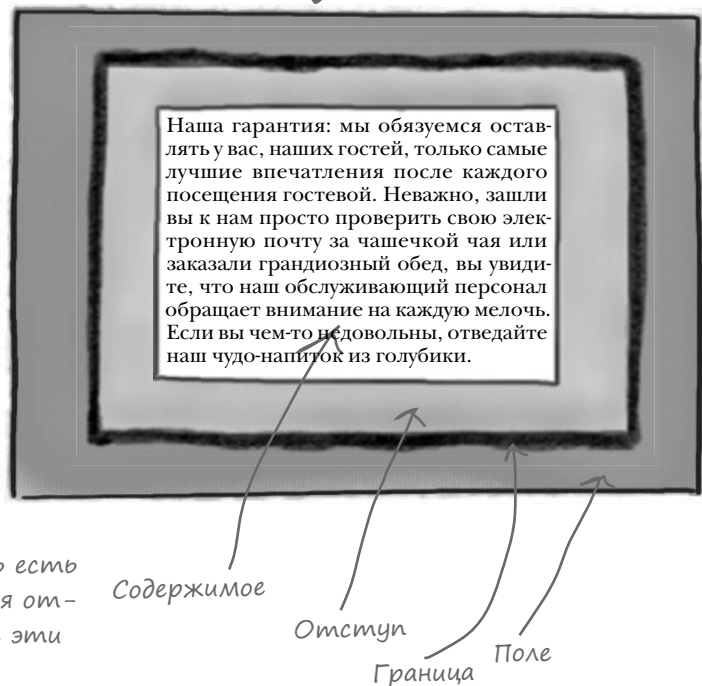 Наша гарантия: мы обязуемся остав-
лять у вас, наших гостей, только самые
лучшие впечатления после каждого
посещения гостевой. Неважно, зашли
вы к нам просто проверить свою элек-
тронную почту за чашечкой чая или
заказали грандиозный обед, вы увиди-
те, что наш обслуживающий персонал
обращает внимание на каждую мелочь.
Если вы чем-то недовольны, отведайте
наш чудо-напиток из голубики.
есть
от-
эти
Содержимое
Отступ
Граница
Поле